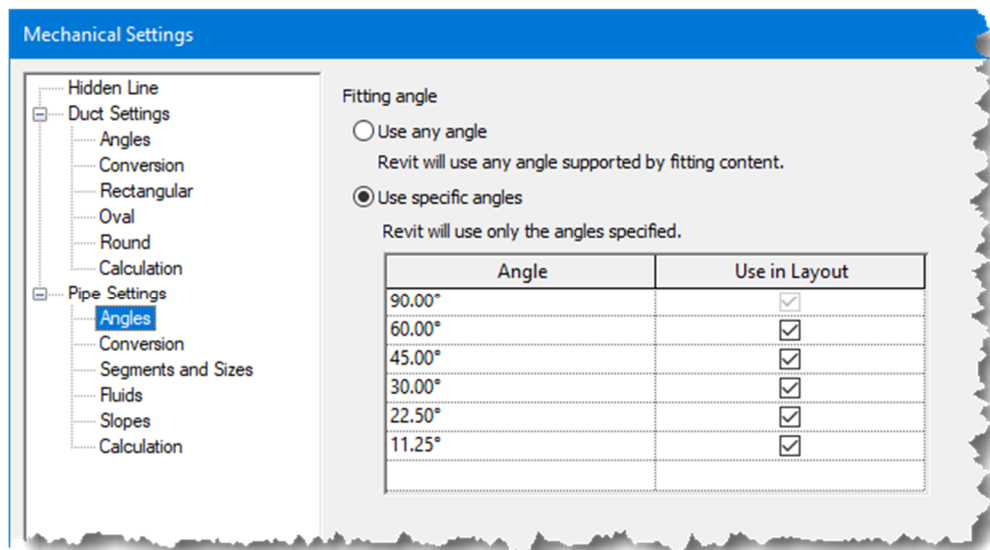 Mechanical Settings
Hidden Line
Duct Settings
Angles
Conversion
Rectangular
Oval
Round
Calculation
Pipe Settings
Angles
Conversion
Segments and Sizes
Fluids
Slopes
Calculation
Fitting angle
Use any angle
Revit will use any angle supported by fitting content.
Use specific angles
Revit will use only the angles specified.
Angle Use in Layout
90.00°
60.00°
45.00°
30.00°
22.50°
11.25°